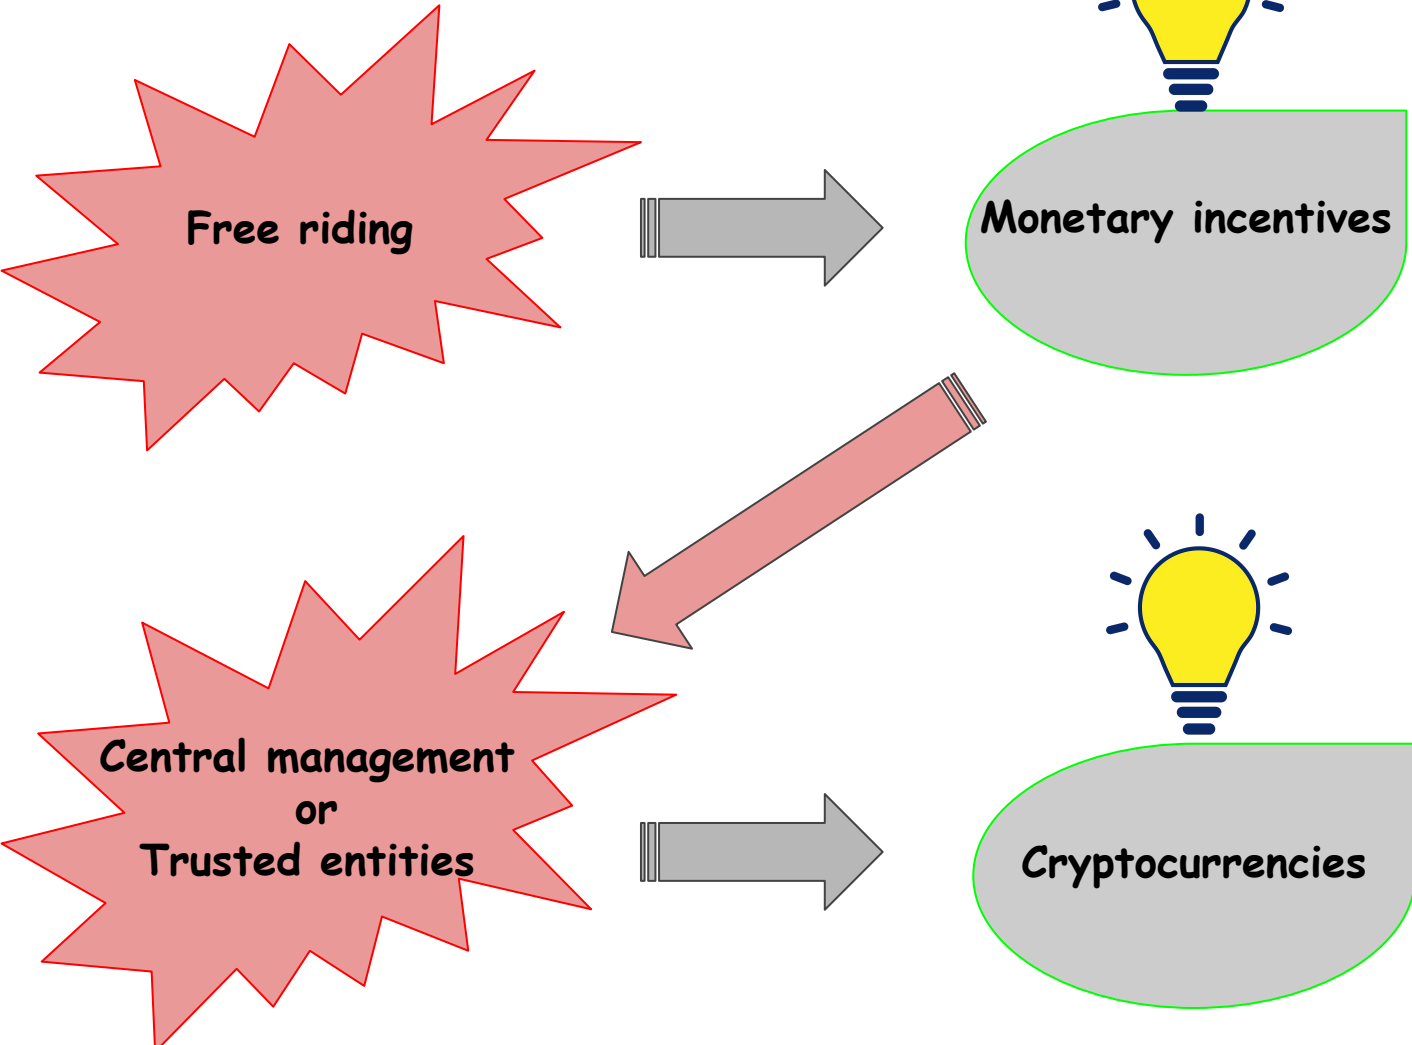 Free riding
Monetary incentives
Central management
or
Trusted entities
Cryptocurrencies